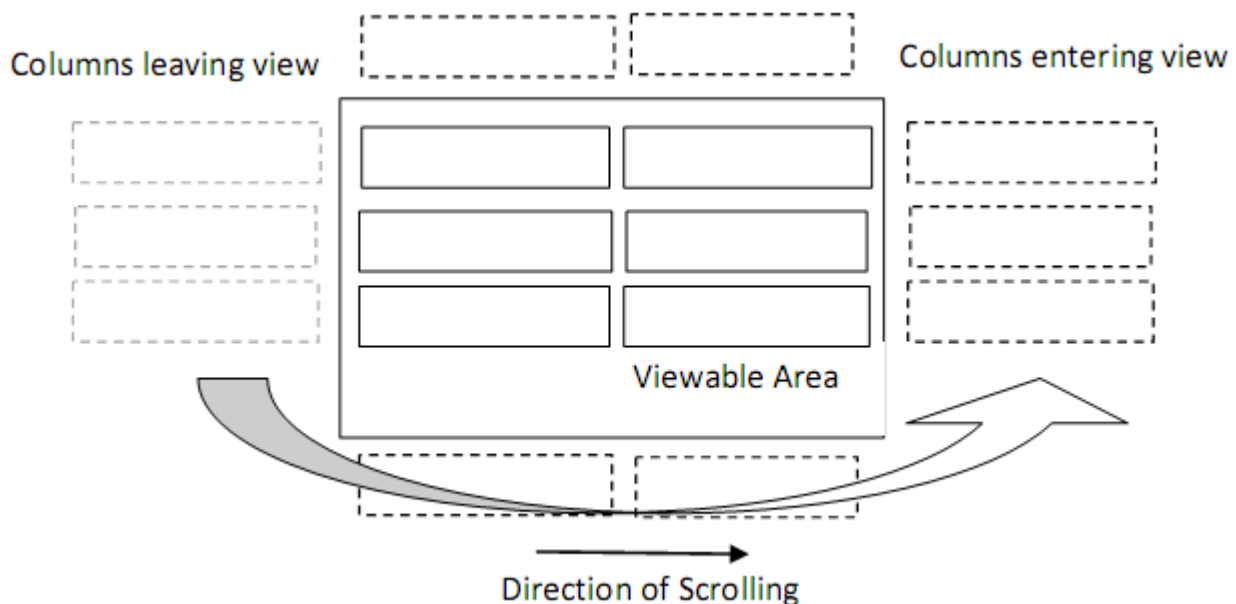 Columns leaving view
Columns entering view
Viewable Area
Direction of Scrolling